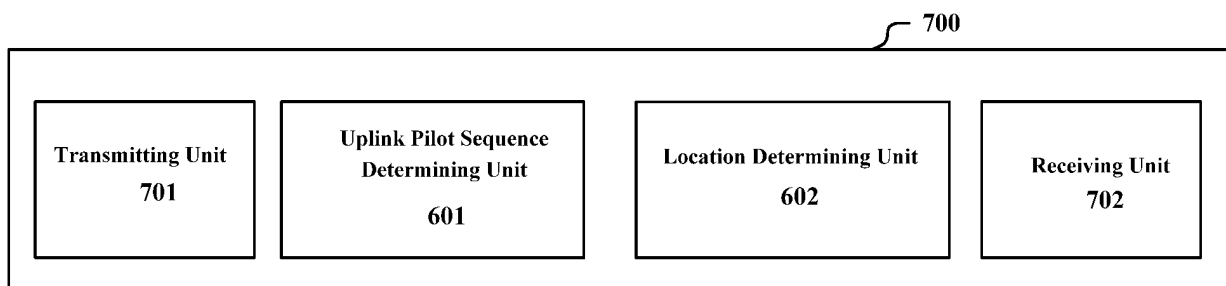 700
Transmitting Unit
701
Uplink Pilot Sequence
Determining Unit
601
Location Determining Unit
602
Receiving Unit
702